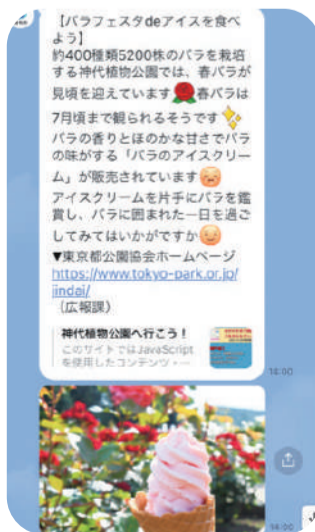 【バラフェスタdeアイスを食べ
よう】
約400種類5200株のバラを栽培
する神代植物公園では、春バラが
見頃を迎えています🌹春バラは
7月頃まで観られるそうです✨
バラの香りとほのかな甘さでバラ
の味がする「バラのアイスクリー
ム」が販売されています😊
アイスクリームを片手にバラを鑑
賞し、バラに囲まれた一日を過ご
してみてはいかがですか😊
▼東京都公園協会ホームページ
https://www.tokyo-park.or.jp/
jindai/
（広報課）
神代植物公園へ行こう！
このサイトではJavaScript
を使用したコンテンツ・…
14:00
14:00